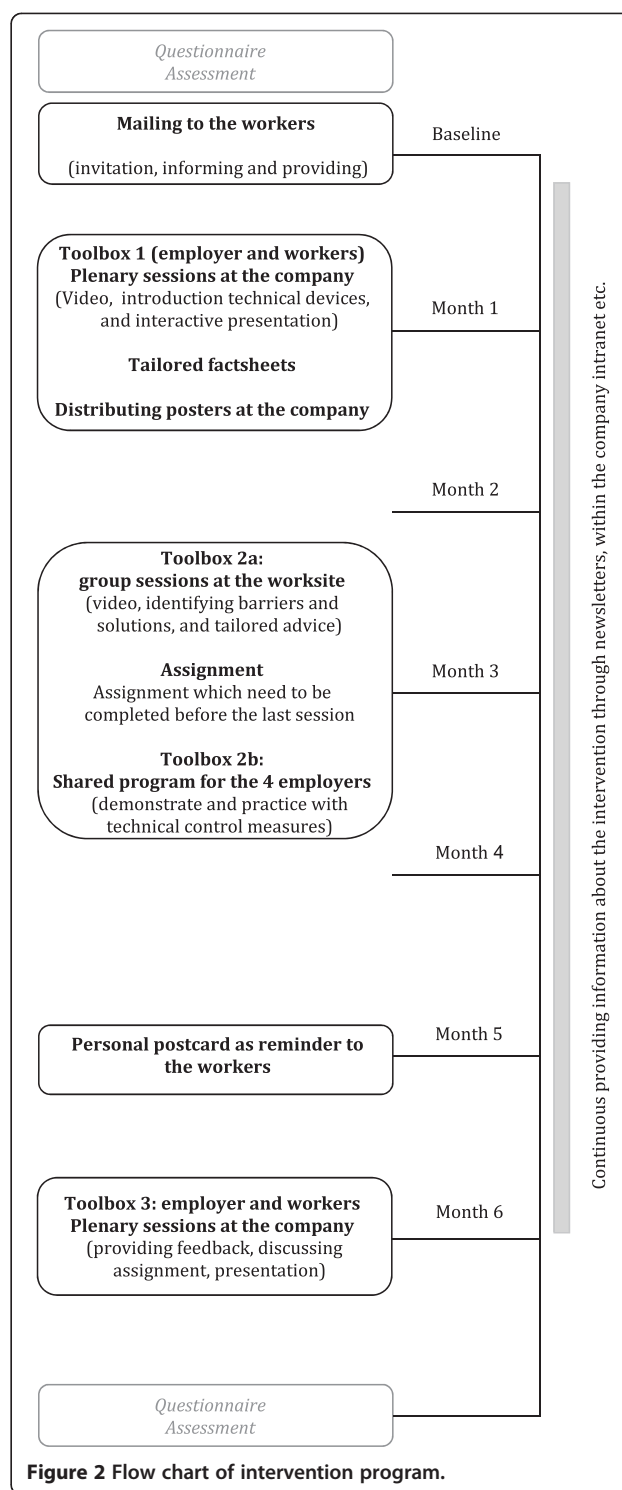 Questionnaire
Assessment
Mailing to the workers
(invitation, informing and providing)
Baseline
Toolbox 1 (employer and workers)
Plenary sessions at the company
(Video, introduction technical devices,
and interactive presentation)
Tailored factsheets
Distributing posters at the company
Month 1
Month 2
Toolbox 2a:
group sessions at the worksite
(video, identifying barriers and
solutions, and tailored advice)
Assignment
Assignment which need to be
completed before the last session
Toolbox 2b:
Shared program for the 4 employers
(demonstrate and practice with
technical control measures)
Month 3
Month 4
Personal postcard as reminder to
the workers
Month 5
Toolbox 3: employer and workers
Plenary sessions at the company
(providing feedback, discussing
assignment, presentation)
Month 6
Questionnaire
Assessment
Continuous providing information about the intervention through newsletters, within the company intranet etc.
Figure 2 Flow chart of intervention program.